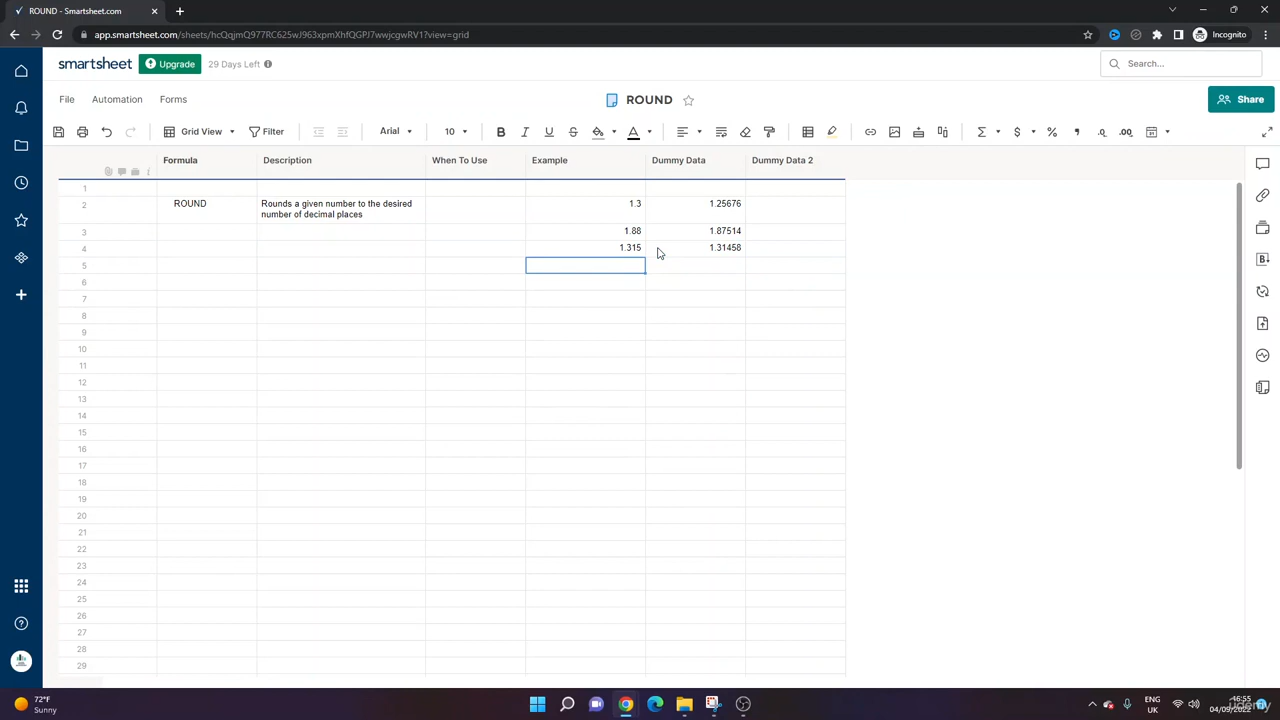 ROUND - Smartsheet.com
app.smartsheet.com/sheets/hcQqjmQ977RC625wJ963xpmXhfQGPJ7wwjcgwRV1?view=grid
Incognito
smartsheet
Upgrade
29 Days Left
Search...
File
Automation
Forms
ROUND
Share
Grid View
Filter
Arial
10
Formula
Description
When To Use
Example
Dummy Data
Dummy Data 2
1
2
ROUND
Rounds a given number to the desired
number of decimal places
1.3
1.25676
3
1.88
1.87514
4
1.315
1.31458
5
6
7
8
9
10
11
12
13
14
15
16
17
18
19
20
21
22
23
24
25
26
27
28
29
72°F
Sunny
ENG
UK
16:55
04/09/2022
udemy